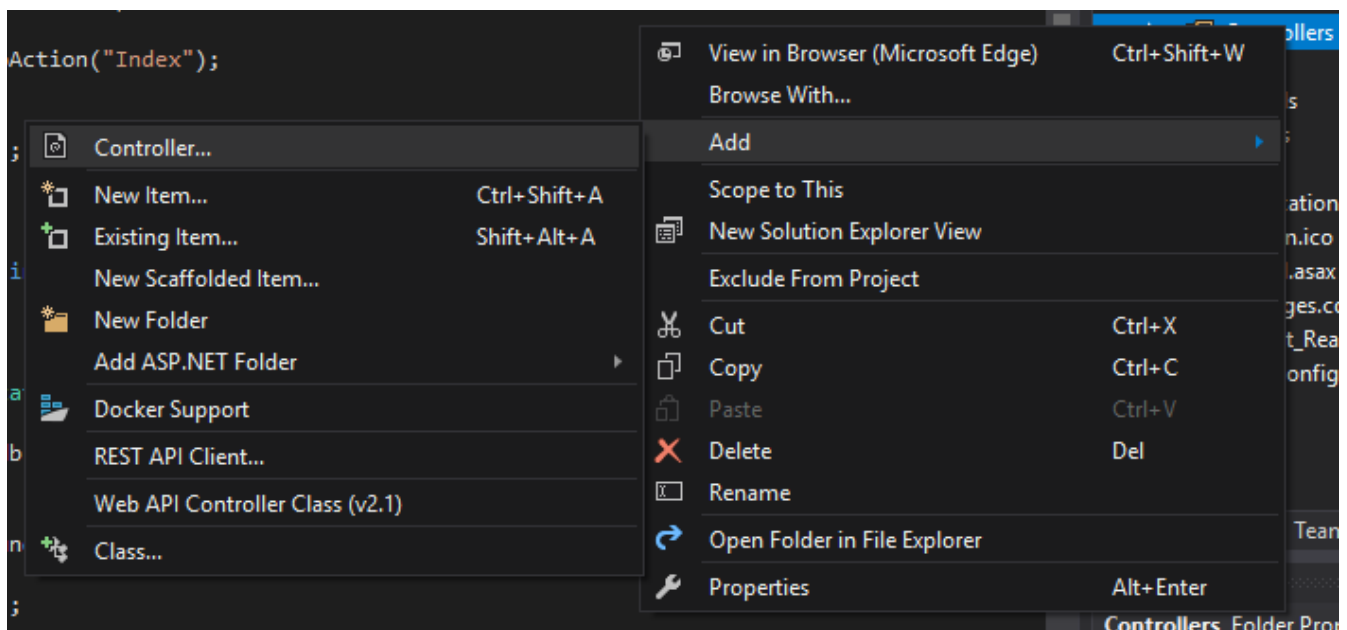 Action("Index");
;
i
a
b
n
;
Controller...
New Item... Ctrl+Shift+A
Existing Item... Shift+Alt+A
New Scaffolded Item...
New Folder
Add ASP.NET Folder
Docker Support
REST API Client...
Web API Controller Class (v2.1)
Class...
View in Browser (Microsoft Edge) Ctrl+Shift+W
Browse With...
Add
Scope to This
New Solution Explorer View
Exclude From Project
Cut Ctrl+X
Copy Ctrl+C
Paste Ctrl+V
Delete Del
Rename
Open Folder in File Explorer
Properties Alt+Enter
ollers
s
ation
n.ico
.asax
ges.co
t_Rea
onfig
Tean
Controllers Folder Prop